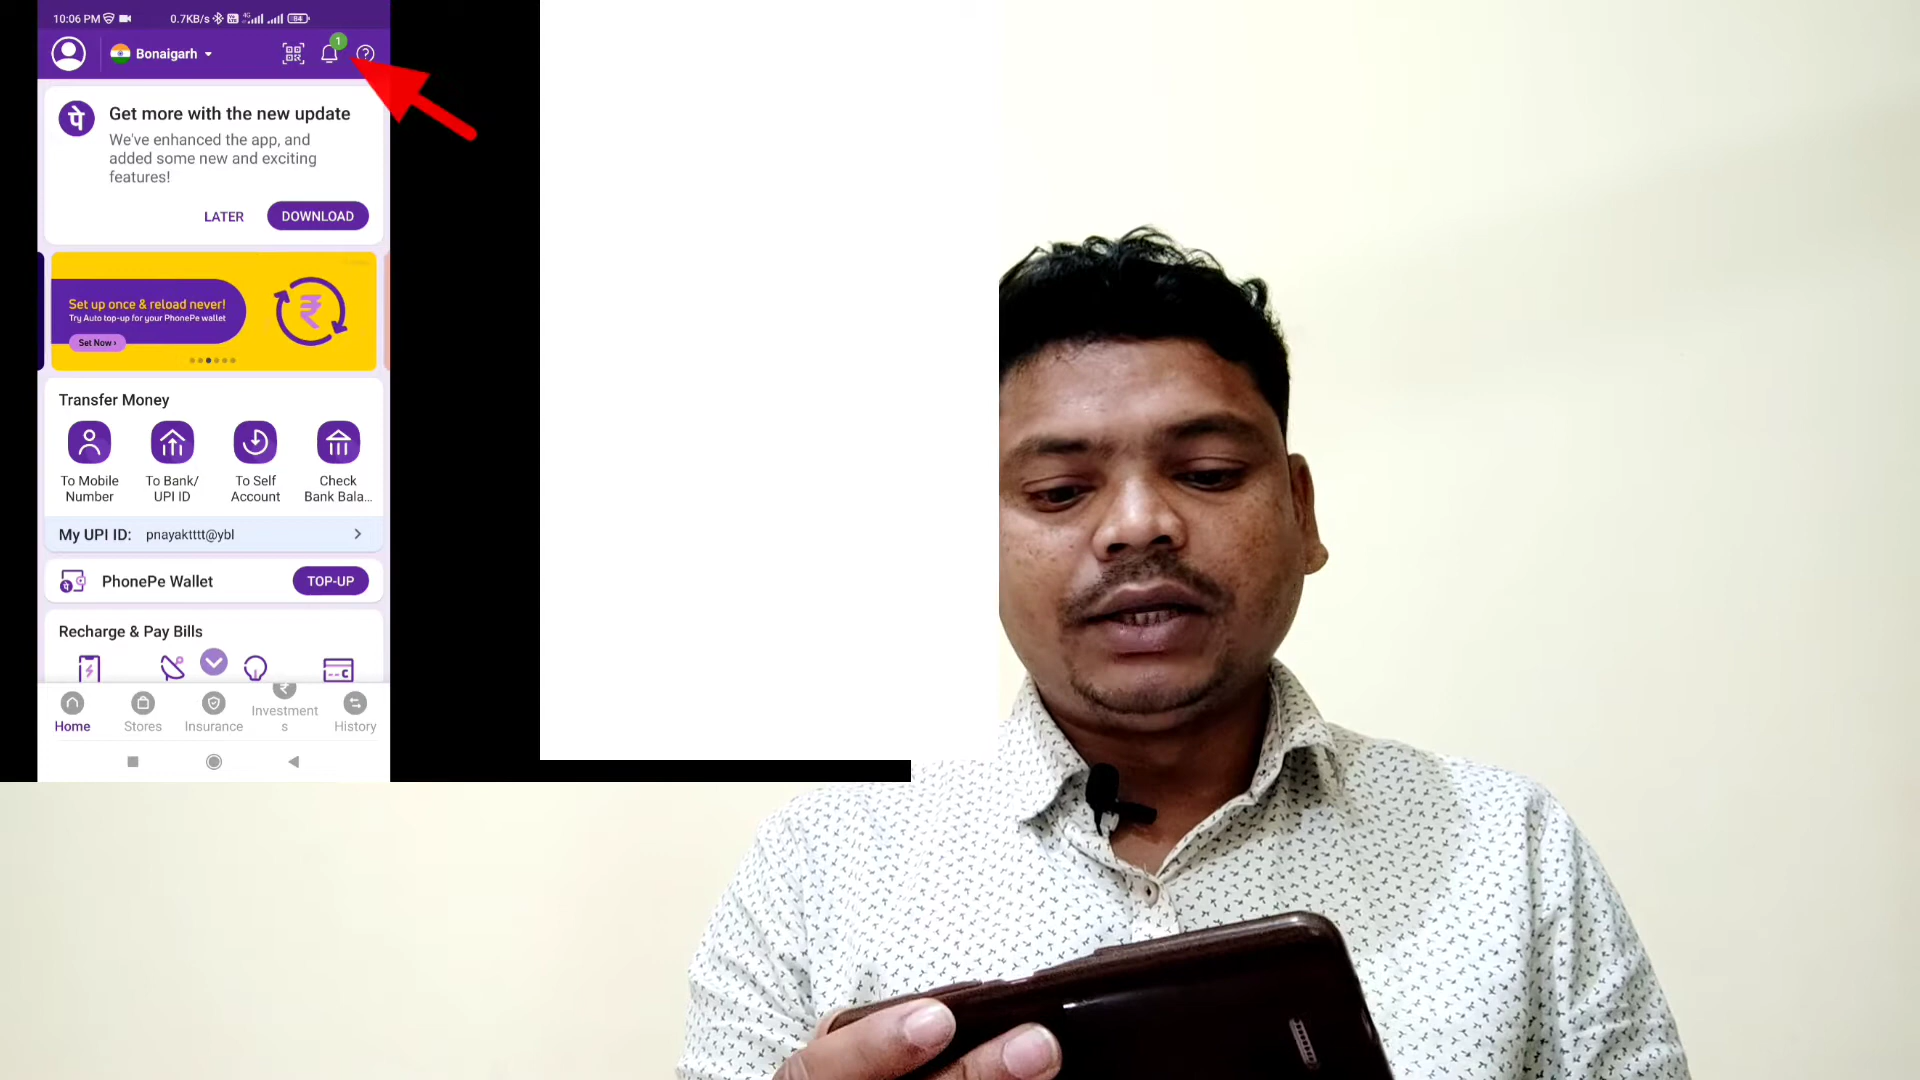 10:06 PM 0.7KB/s 4G 54
Bonaigarh
1
?
पे
Get more with the new update
We've enhanced the app, and
added some new and exciting
features!
LATER DOWNLOAD
Set up once & reload never!
Try Auto top-up for your PhonePe wallet
Set Now ›
₹
Transfer Money
To Mobile
Number
To Bank/
UPI ID
To Self
Account
Check
Bank Bala...
My UPI ID: pnayaktttt@ybl
PhonePe Wallet TOP-UP
Recharge & Pay Bills
Home
Stores
Insurance
Investment
s
History